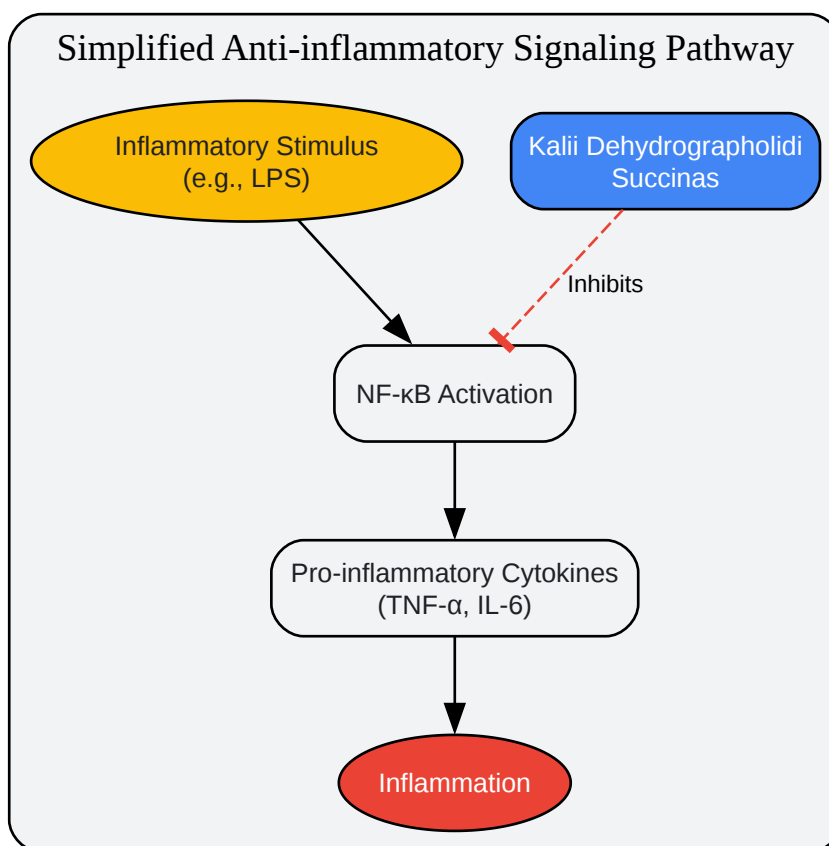 Simplified Anti-inflammatory Signaling Pathway
Inflammatory Stimulus
(e.g., LPS)
Kalii Dehydrographolidi
Succinas
Inhibits
NF-κB Activation
Pro-inflammatory Cytokines
(TNF-α, IL-6)
Inflammation